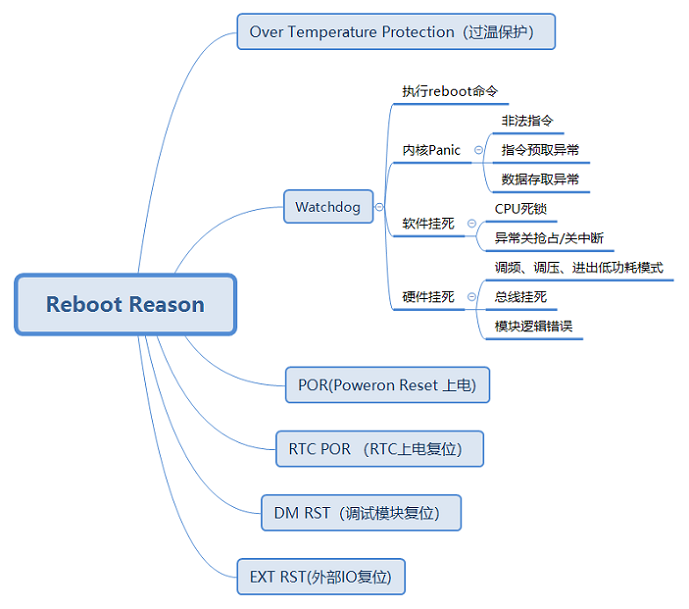 Over Temperature Protection（过温保护）
执行reboot命令
非法指令
内核Panic
指令预取异常
数据存取异常
Watchdog
CPU死锁
软件挂死
异常关抢占/关中断
调频、调压、进出低功耗模式
硬件挂死
总线挂死
模块逻辑错误
Reboot Reason
POR(Poweron Reset 上电)
RTC POR （RTC上电复位）
DM RST（调试模块复位）
EXT RST(外部IO复位)